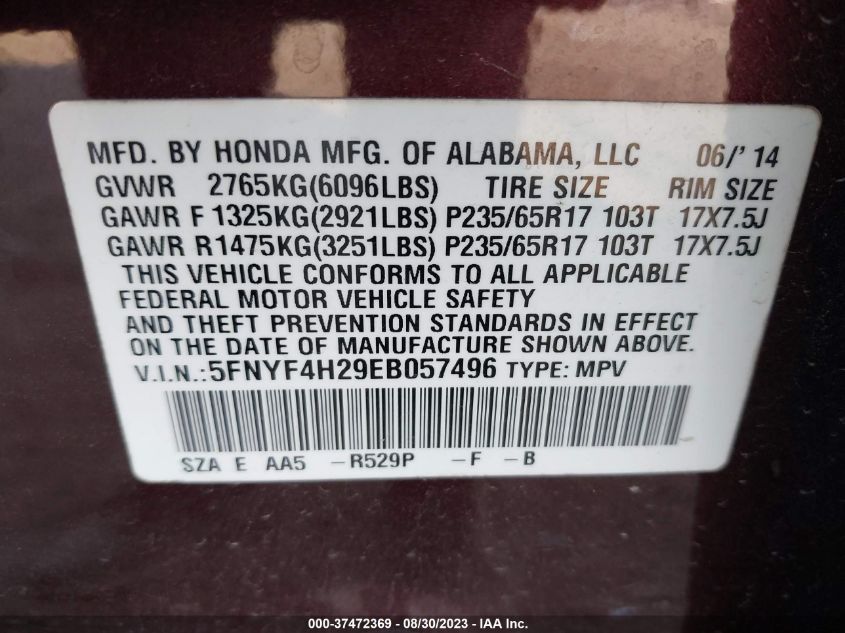 MFD. BY HONDA MFG. OF ALABAMA, LLC 06/' 14
GVWR 2765KG(6096LBS) TIRE SIZE RIM SIZE
GAWR F 1325KG(2921LBS) P235/65R17 103T 17X7.5J
GAWR R1475KG(3251LBS) P235/65R17 103T 17X7.5J
THIS VEHICLE CONFORMS TO ALL APPLICABLE
FEDERAL MOTOR VEHICLE SAFETY
AND THEFT PREVENTION STANDARDS IN EFFECT
ON THE DATE OF MANUFACTURE SHOWN ABOVE.
V.I.N.: 5FNYF4H29EB057496 TYPE: MPV
SZA E AA5 -R529P -F -B
000-37472369 - 08/30/2023 - IAA Inc.